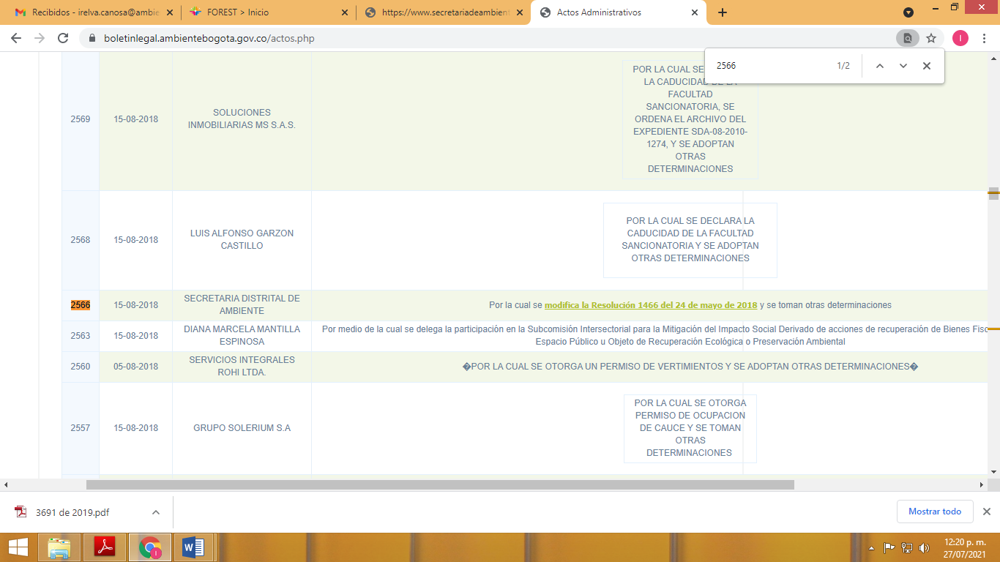 Recibidos - irelva.canosa@ambie
FOREST > Inicio
https://www.secretariadeambient
Actos Administrativos
boletinlegal.ambientebogota.gov.co/actos.php
I
2566
1/2
2569
15-08-2018
SOLUCIONES
INMOBILIARIAS MS S.A.S.
POR LA CUAL SE
LA CADUCIDAD DE LA
FACULTAD
SANCIONATORIA, SE
ORDENA EL ARCHIVO DEL
EXPEDIENTE SDA-08-2010-
1274, Y SE ADOPTAN
OTRAS
DETERMINACIONES
2568
15-08-2018
LUIS ALFONSO GARZON
CASTILLO
POR LA CUAL SE DECLARA LA
CADUCIDAD DE LA FACULTAD
SANCIONATORIA Y SE ADOPTAN
OTRAS DETERMINACIONES
2566
15-08-2018
SECRETARIA DISTRITAL DE
AMBIENTE
Por la cual se modifica la Resolución 1466 del 24 de mayo de 2018 y se toman otras determinaciones
2563
15-08-2018
DIANA MARCELA MANTILLA
ESPINOSA
Por medio de la cual se delega la participación en la Subcomisión Intersectorial para la Mitigación del Impacto Social Derivado de acciones de recuperación de Bienes Fisc
Espacio Público u Objeto de Recuperación Ecológica o Preservación Ambiental
2560
05-08-2018
SERVICIOS INTEGRALES
ROHI LTDA.
�POR LA CUAL SE OTORGA UN PERMISO DE VERTIMIENTOS Y SE ADOPTAN OTRAS DETERMINACIONES�
2557
15-08-2018
GRUPO SOLERIUM S.A
POR LA CUAL SE OTORGA
PERMISO DE OCUPACION
DE CAUCE Y SE TOMAN
OTRAS
DETERMINACIONES
3691 de 2019.pdf
Mostrar todo
12:20 p. m.
27/07/2021